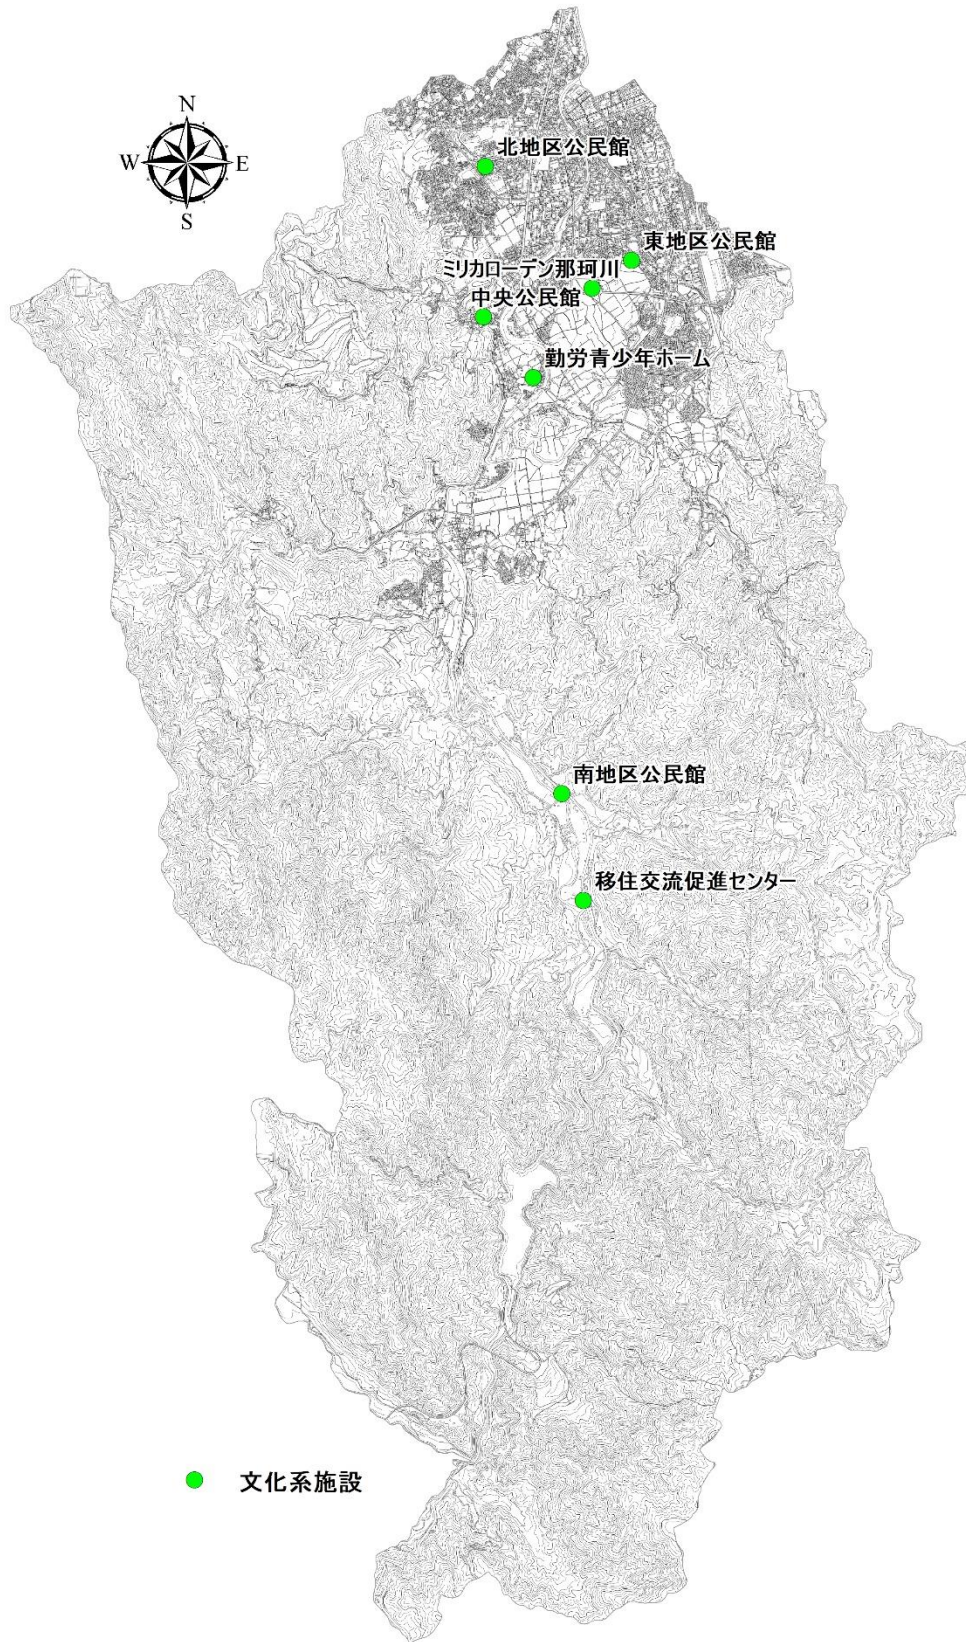 N
W
E
S
北地区公民館
東地区公民館
ミリカローデン那珂川
中央公民館
勤労青少年ホーム
南地区公民館
移住交流促進センター
文化系施設